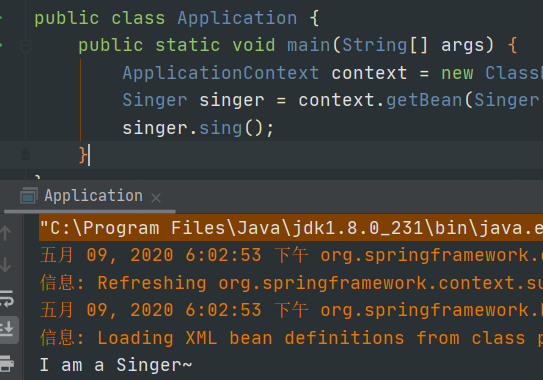 public class Application {
public static void main(String[] args) {
ApplicationContext context = new Class
Singer singer = context.getBean(Singer
singer.sing();
}
Application
"C:\Program Files\Java\jdk1.8.0_231\bin\java.e
五月 09, 2020 6:02:53 下午 org.springframework.
信息: Refreshing org.springframework.context.su
五月 09, 2020 6:02:53 下午 org.springframework.
信息: Loading XML bean definitions from class p
I am a Singer~